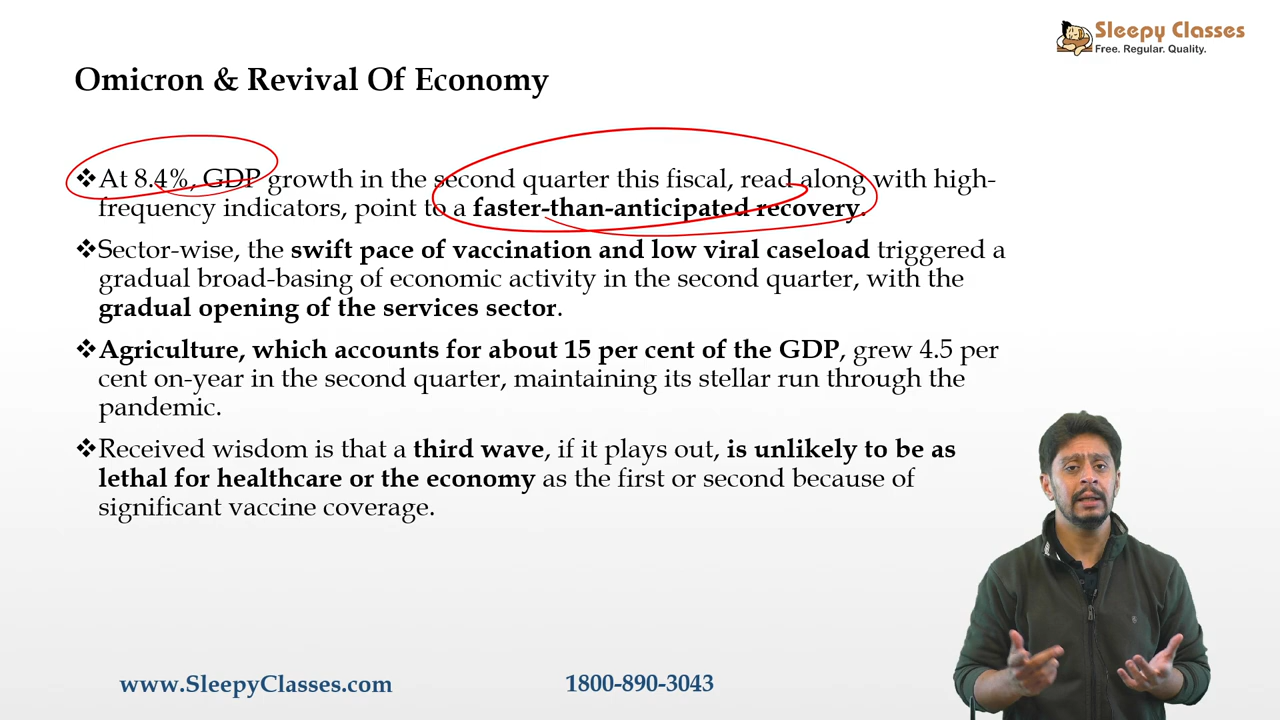 Sleepy Classes
Free. Regular. Quality.
Omicron & Revival Of Economy
❖At 8.4%, GDP growth in the second quarter this fiscal, read along with high-
frequency indicators, point to a faster-than-anticipated recovery.
❖Sector-wise, the swift pace of vaccination and low viral caseload triggered a
gradual broad-basing of economic activity in the second quarter, with the
gradual opening of the services sector.
❖Agriculture, which accounts for about 15 per cent of the GDP, grew 4.5 per
cent on-year in the second quarter, maintaining its stellar run through the
pandemic.
❖Received wisdom is that a third wave, if it plays out, is unlikely to be as
lethal for healthcare or the economy as the first or second because of
significant vaccine coverage.
www.SleepyClasses.com
1800-890-3043